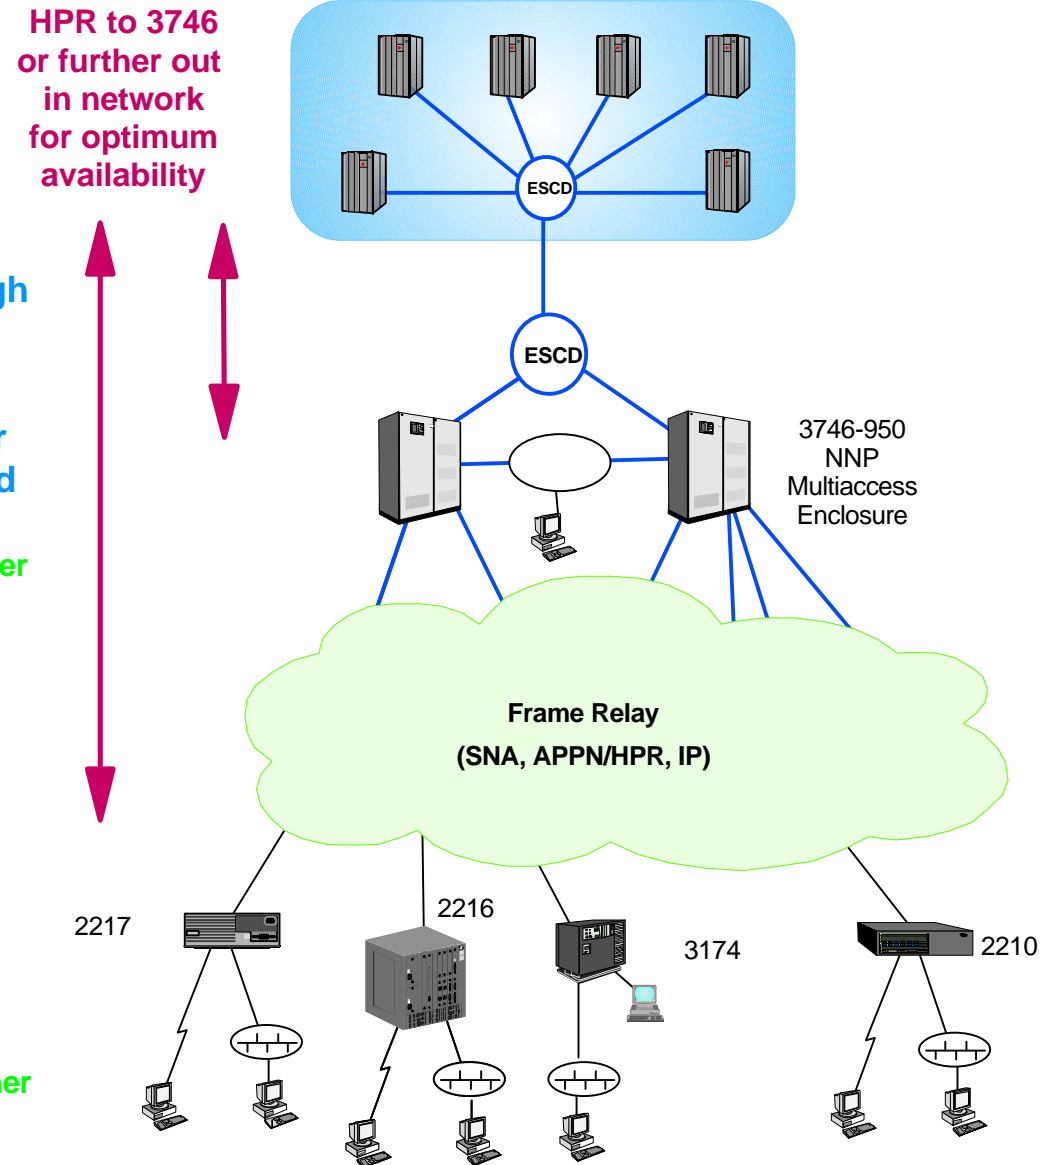 HPR to 3746
or further out
in network
for optimum
availability
ESCD
ESCD
3746-950
NNP
Multiaccess
Enclosure
Frame Relay
(SNA, APPN/HPR, IP)
2217
2216
3174
2210